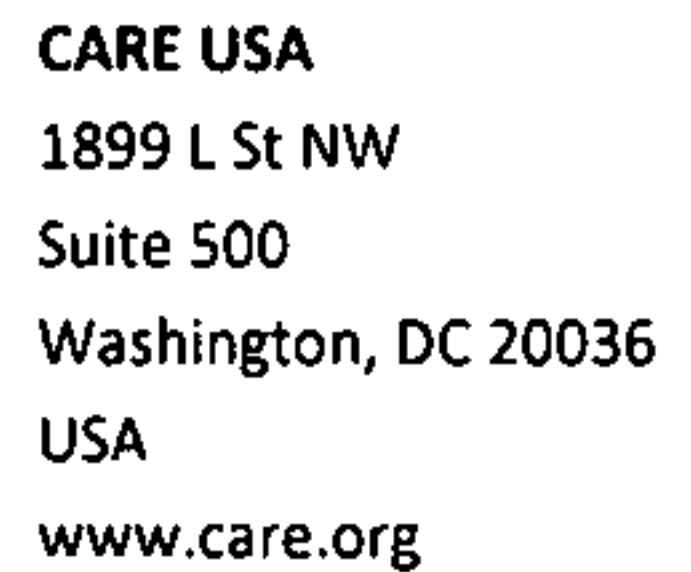 CARE USA
1899 L St NW
Suite 500
Washington, DC 20036
USA
www.care.org